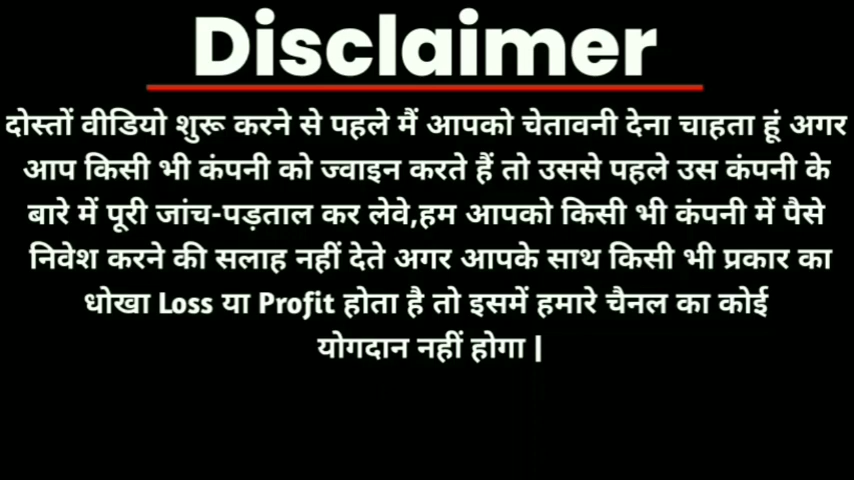 Disclaimer
दोस्तों वीडियो शुरू करने से पहले मैं आपको चेतावनी देना चाहता हूं अगर
आप किसी भी कंपनी को ज्वाइन करते हैं तो उससे पहले उस कंपनी के
बारे में पूरी जांच-पड़ताल कर लेवे,हम आपको किसी भी कंपनी में पैसे
निवेश करने की सलाह नहीं देते अगर आपके साथ किसी भी प्रकार का
धोखा Loss या Profit होता है तो इसमें हमारे चैनल का कोई
योगदान नहीं होगा |